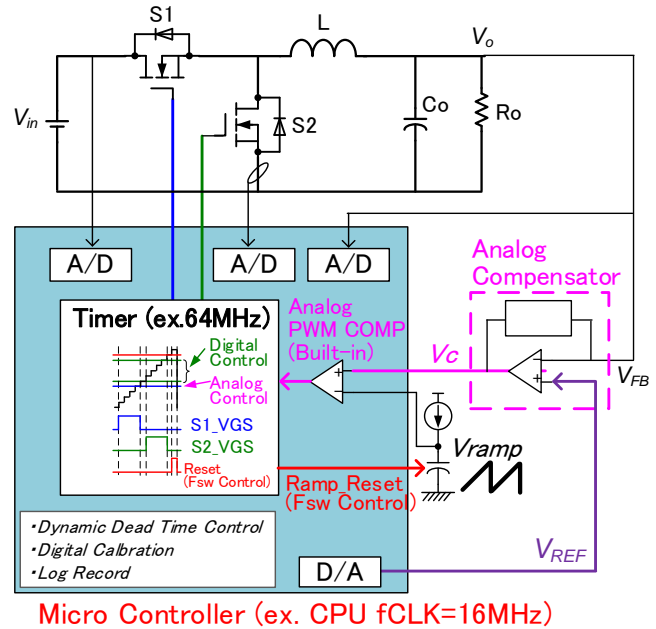 S1
L
Vo
Vin
S2
Co
Ro
A/D
A/D
A/D
Analog
Compensator
Timer (ex.64MHz)
Analog
PWM COMP
(Built-in)
Digital
Control
Analog
Control
Vc
VFB
S1_VGS
S2_VGS
Reset
(Fsw Control)
Vramp
Ramp_Reset
(Fsw Control)
・Dynamic Dead Time Control
・Digital Calbration
・Log Record
D/A
VREF
Micro Controller (ex. CPU fCLK=16MHz)